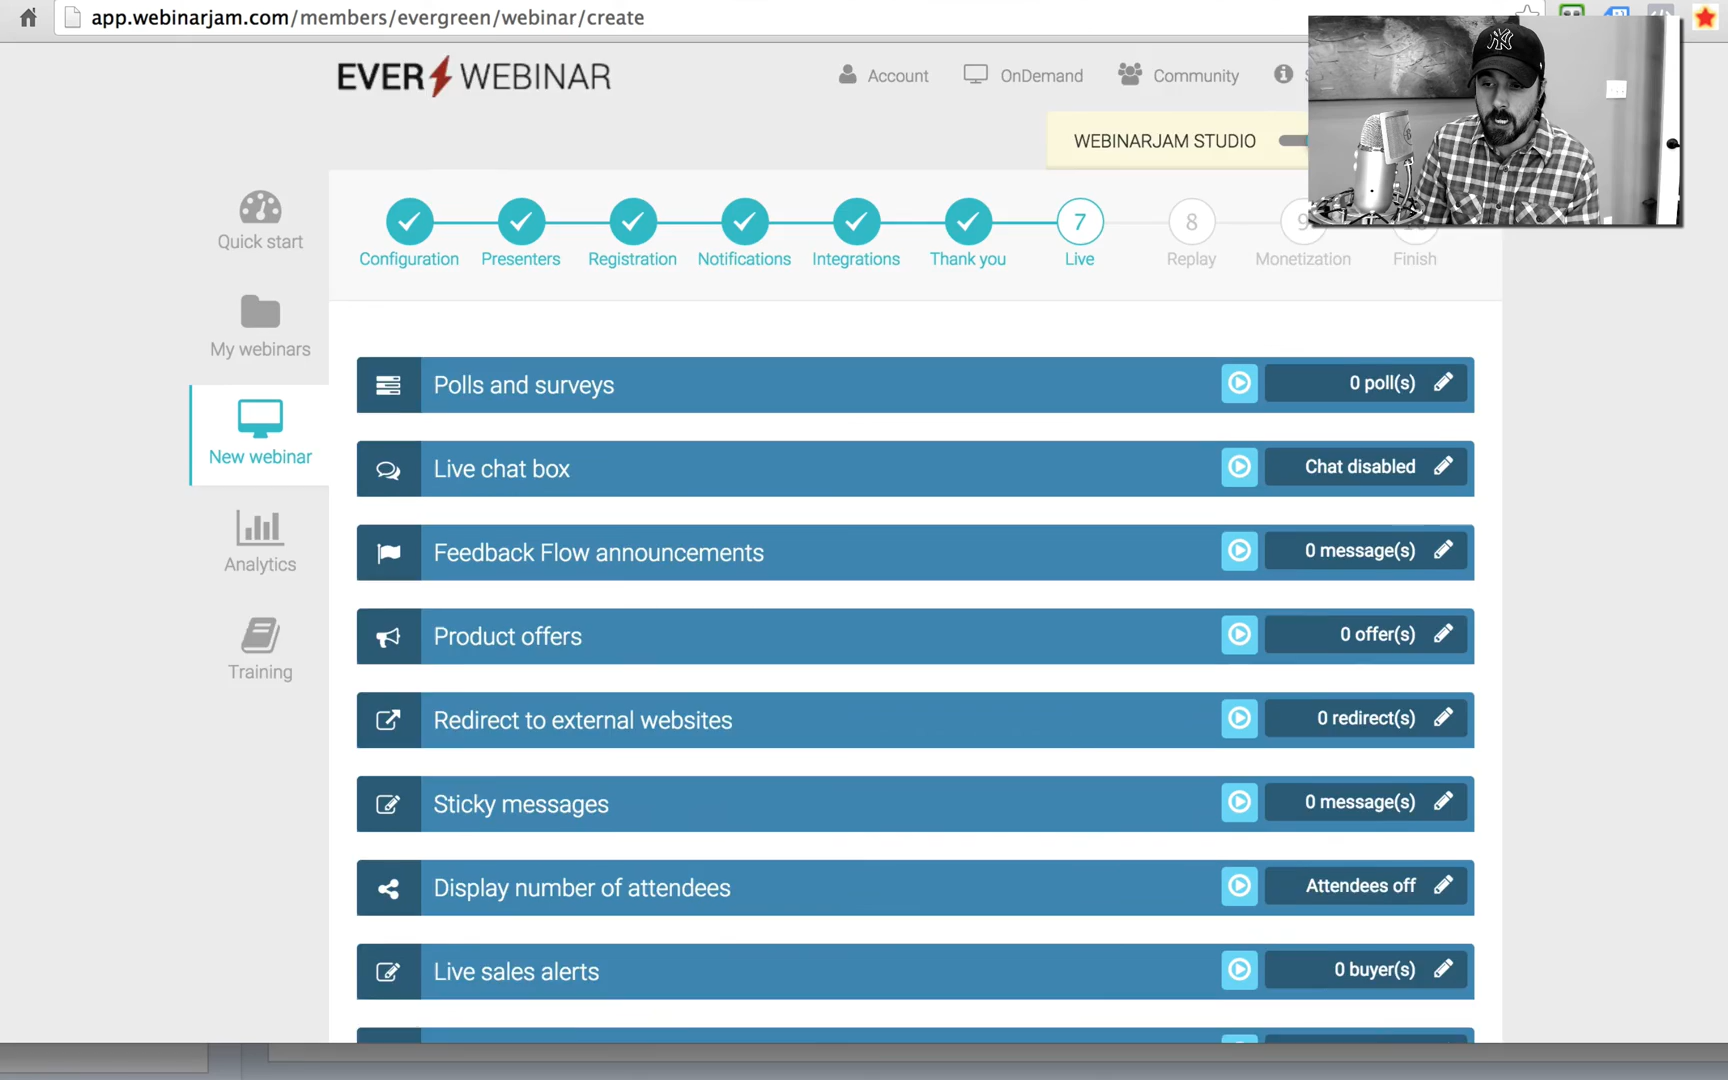 app.webinarjam.com/members/evergreen/webinar/create
EVER WEBINAR
Account
OnDemand
Community
WEBINARJAM STUDIO
Quick start
My webinars
New webinar
Analytics
Training
7
8
9
Configuration
Presenters
Registration
Notifications
Integrations
Thank you
Live
Replay
Monetization
Finish
Polls and surveys
0 poll(s)
Live chat box
Chat disabled
Feedback Flow announcements
0 message(s)
Product offers
0 offer(s)
Redirect to external websites
0 redirect(s)
Sticky messages
0 message(s)
Display number of attendees
Attendees off
Live sales alerts
0 buyer(s)